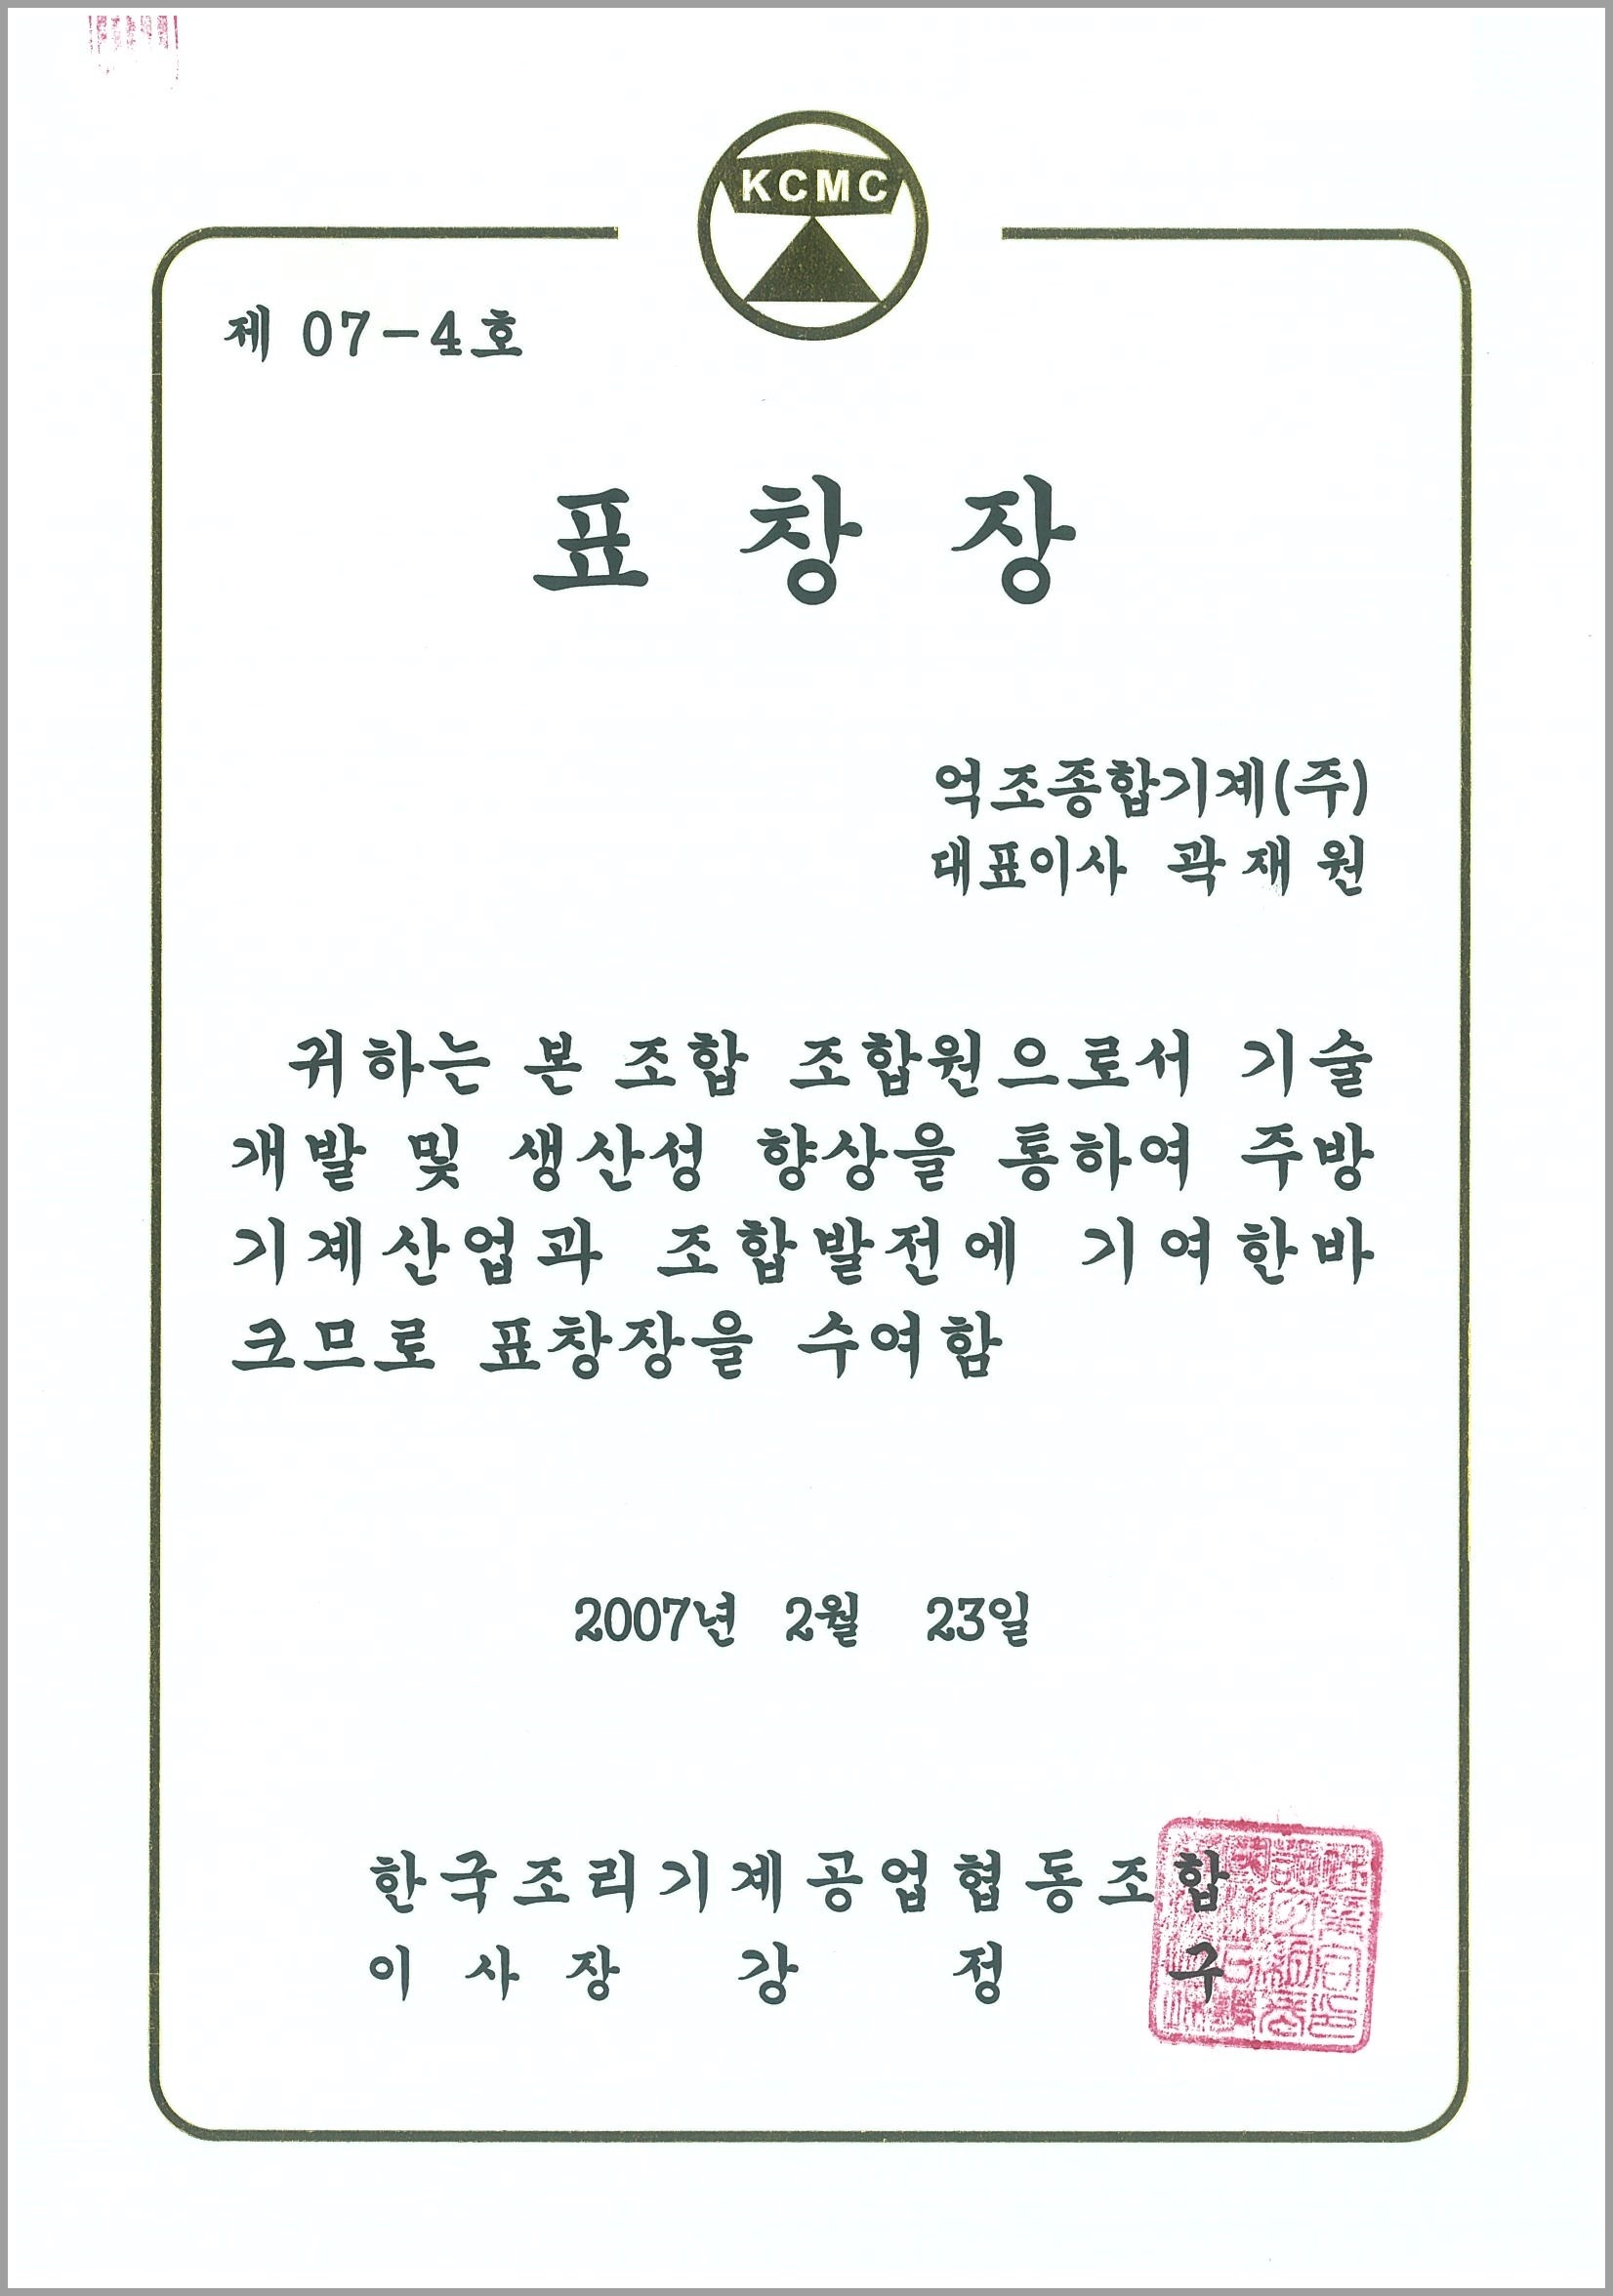 KCMC
제 07-4호
표 창 장
억조종합기계(주)
대표이사 곽재원
귀하는 본 조합 조합원으로서 기술
개발 및 생산성 향상을 통하여 주방
기계산업과 조합발전에 기여한바
크므로 표창장을 수여함
2007년 2월 23일
한국조리기계공업협동조합
이 사 장 강 정 구